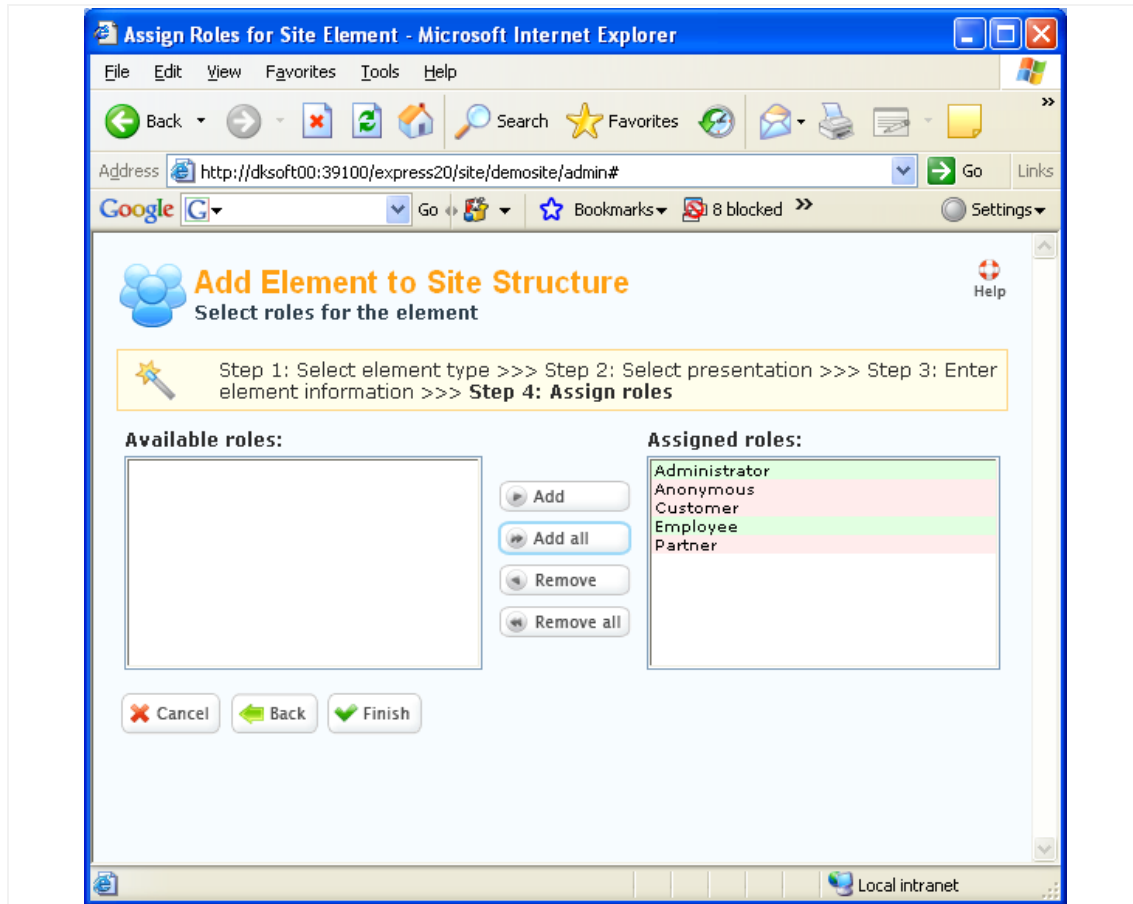 Assign Roles for Site Element - Microsoft Internet Explorer
File Edit View Favorites Tools Help
Back Search Favorites »
Address http://dksoft00:39100/express20/site/demosite/admin# Go Links
Google G Go Bookmarks 8 blocked » Settings
Add Element to Site Structure
Select roles for the element
Help
Step 1: Select element type >>> Step 2: Select presentation >>> Step 3: Enter
element information >>> Step 4: Assign roles
Available roles:
Assigned roles:
Administrator
Anonymous
Customer
Employee
Partner
Add
Add all
Remove
Remove all
Cancel Back Finish
Local intranet